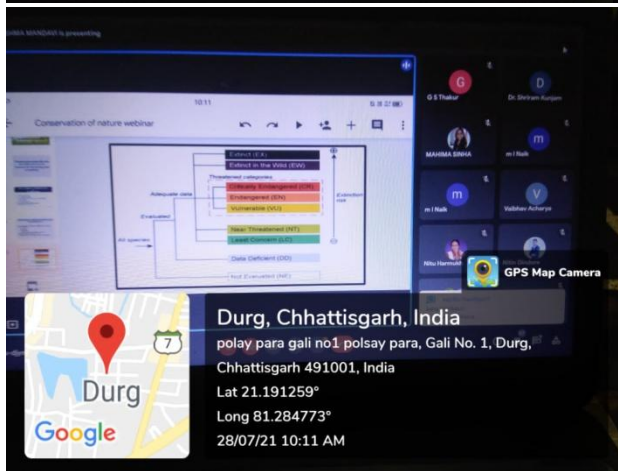 MANDAVI is presenting
10:11
Conservation of nature webinar
Extinct (EX)
Extinct in the Wild (EW)
Threatened categories
Critically Endangered (CR)
Adequate data
Endangered (EN)
Extinction
risk
Vulnerable (VU)
Evaluated
Near Threatened (NT)
All species
Least Concern (LC)
Data Deficient (DD)
Not Evaluated (NE)
G
G S Thakur
D
Dr. Shriram Kunjam
MAHIMA SINHA
m
m l Naik
m
m l Naik
V
Vaibhav Acharya
Nitu Harmukh
GPS Map Camera
7
Durg
Google
Durg, Chhattisgarh, India
polay para gali no1 polsay para, Gali No. 1, Durg,
Chhattisgarh 491001, India
Lat 21.191259°
Long 81.284773°
28/07/21 10:11 AM